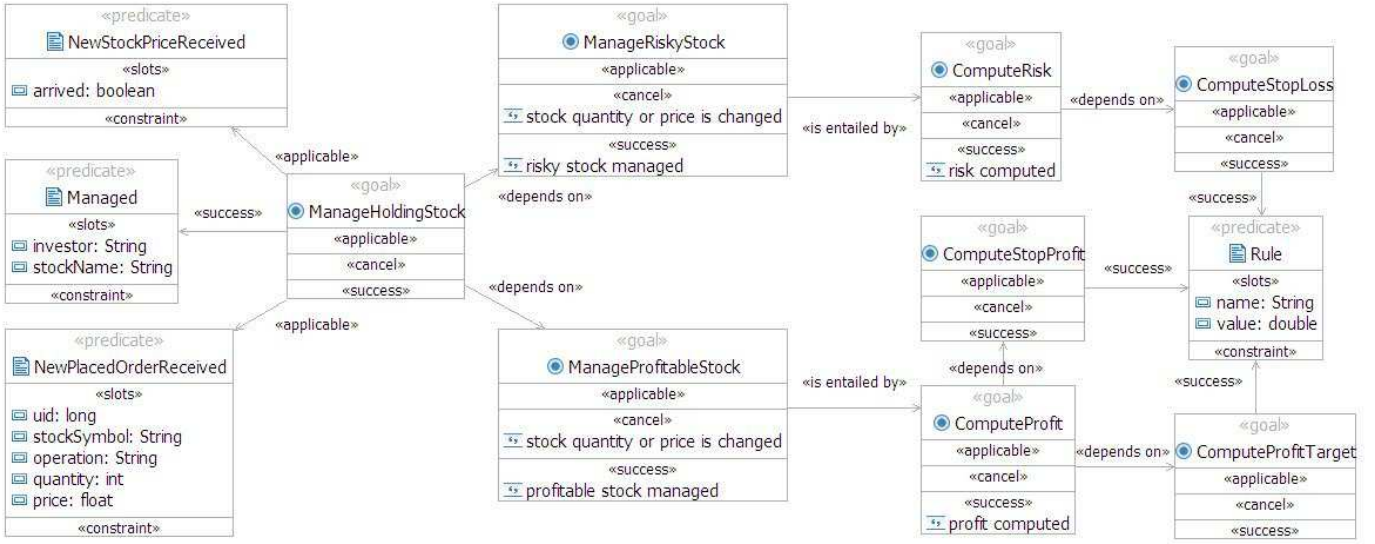 «predicate»
NewStockPriceReceived
«slots»
arrived: boolean
«constraint»
«applicable»
«predicate»
Managed
«slots»
investor: String
stockName: String
«constraint»
«success»
«goal»
ManageHoldingStock
«applicable»
«cancel»
«success»
«applicable»
«predicate»
NewPlacedOrderReceived
«slots»
uid: long
stockSymbol: String
operation: String
quantity: int
price: float
«constraint»
«goal»
ManageRiskyStock
«applicable»
«cancel»
stock quantity or price is changed
«success»
risky stock managed
«depends on»
«depends on»
«goal»
ManageProfitableStock
«applicable»
«cancel»
stock quantity or price is changed
«success»
profitable stock managed
«is entailed by»
«is entailed by»
«goal»
ComputeRisk
«applicable»
«cancel»
«success»
risk computed
«depends on»
«goal»
ComputeStopLoss
«applicable»
«cancel»
«success»
«success»
«goal»
ComputeStopProfit
«applicable»
«cancel»
«success»
«success»
«predicate»
Rule
«slots»
name: String
value: double
«constraint»
«depends on»
«success»
«goal»
ComputeProfit
«applicable»
«cancel»
«success»
profit computed
«depends on»
«goal»
ComputeProfitTarget
«applicable»
«cancel»
«success»